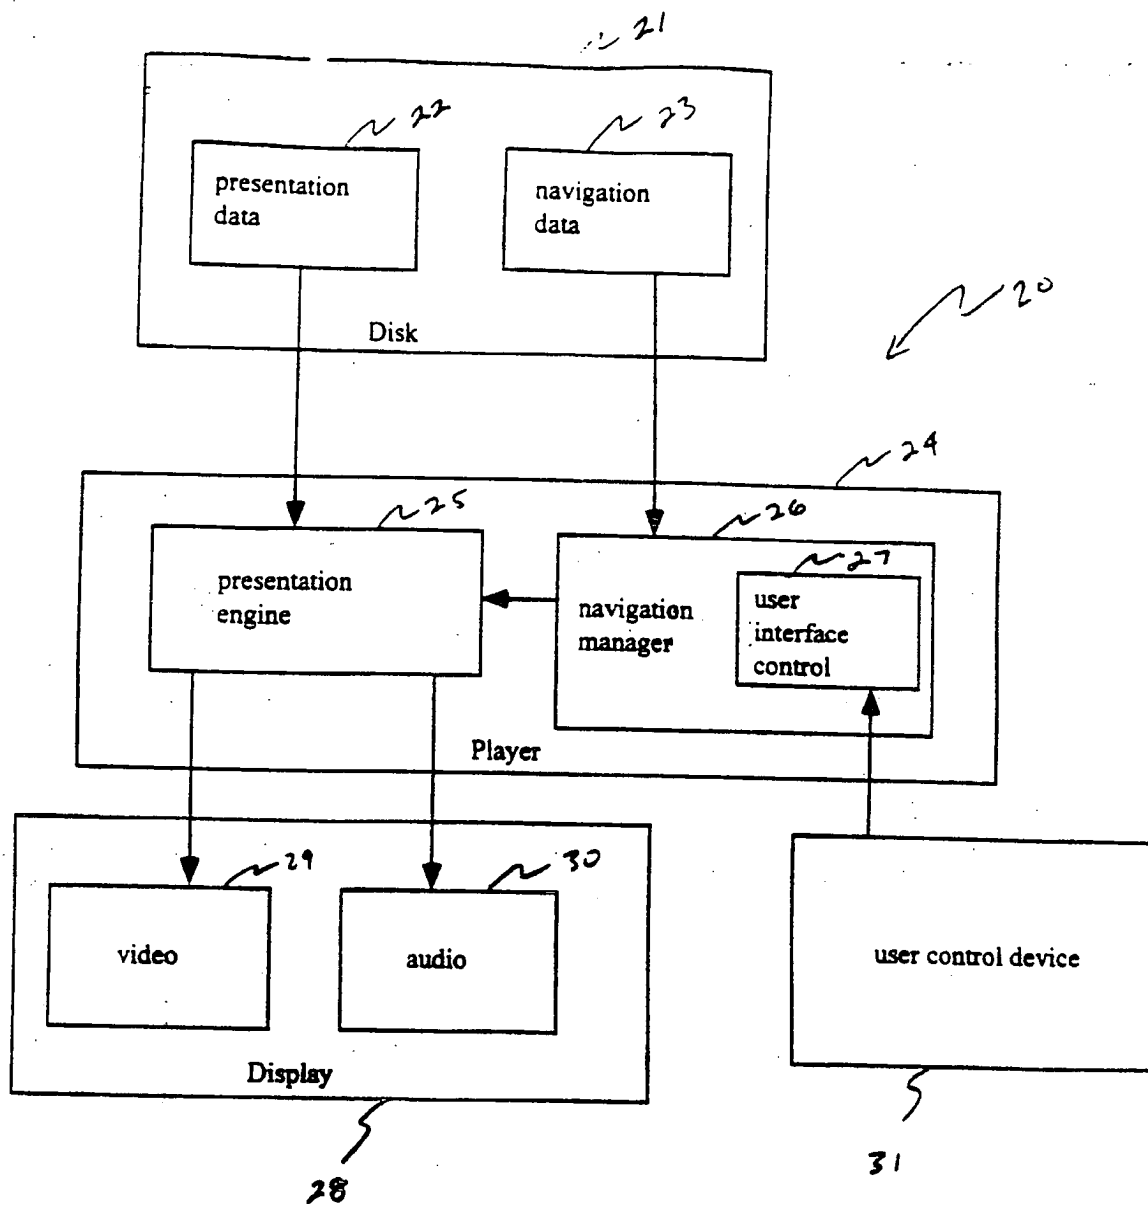 21
22
23
presentation
data
navigation
data
20
Disk
24
25
26
27
presentation
engine
navigation
manager
user
interface
control
Player
29
30
video
audio
user control device
Display
28
31